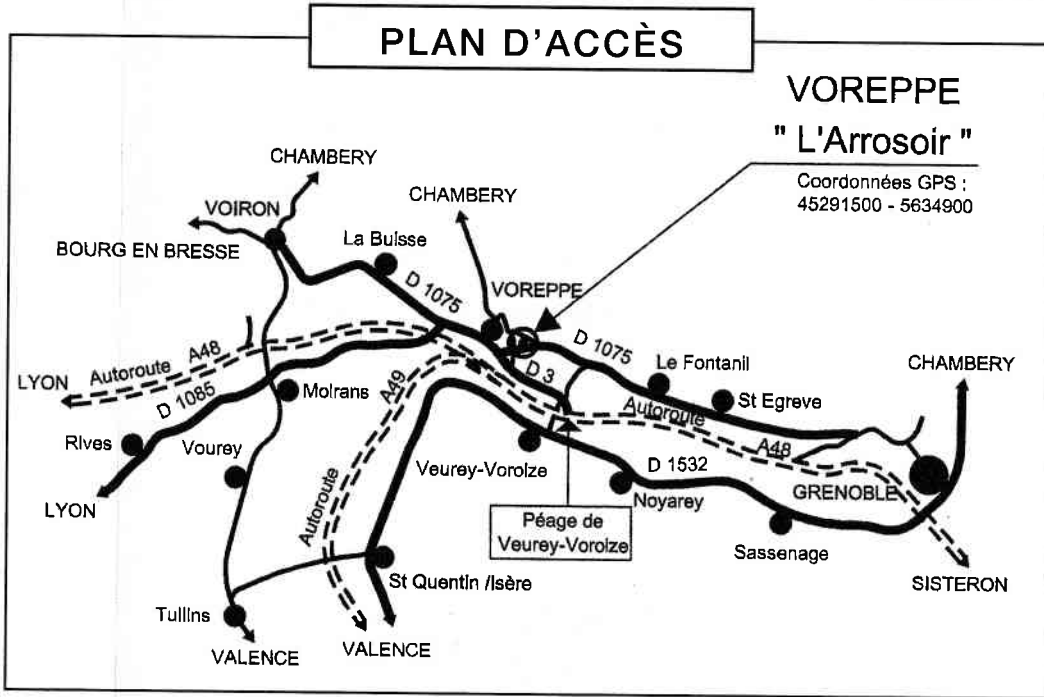 PLAN D'ACCÈS
VOREPPE
" L'Arrosoir "
Coordonnées GPS :
45291500 - 5634900
CHAMBERY
CHAMBERY
VOIRON
BOURG EN BRESSE
La Buisse
D 1075
VOREPPE
D 1075
Le Fontanil
CHAMBERY
LYON
Autoroute A48
D 1085
Moirans
A49
D 3
Autoroute
St Egreve
A48
Rives
Vourey
Veurey-Voroize
D 1532
GRENOBLE
LYON
Autoroute
Noyarey
Péage de
Veurey-Voroize
Sassenage
St Quentin /Isère
SISTERON
Tullins
VALENCE
VALENCE